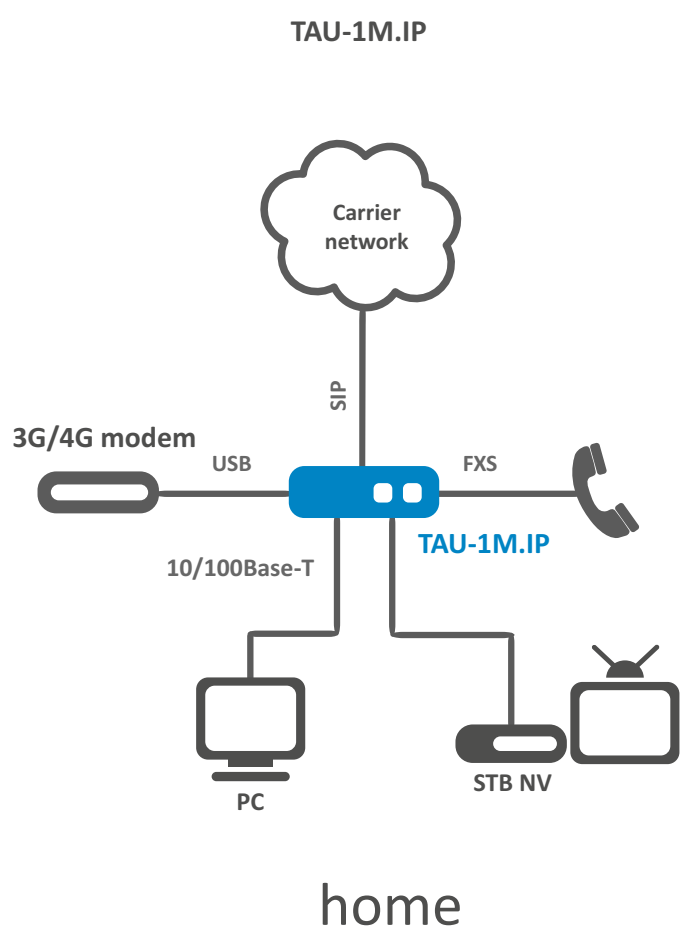 TAU-1M.IP
Carrier
network
SIP
3G/4G modem
USB
FXS
TAU-1M.IP
10/100Base-T
STB NV
PC
home